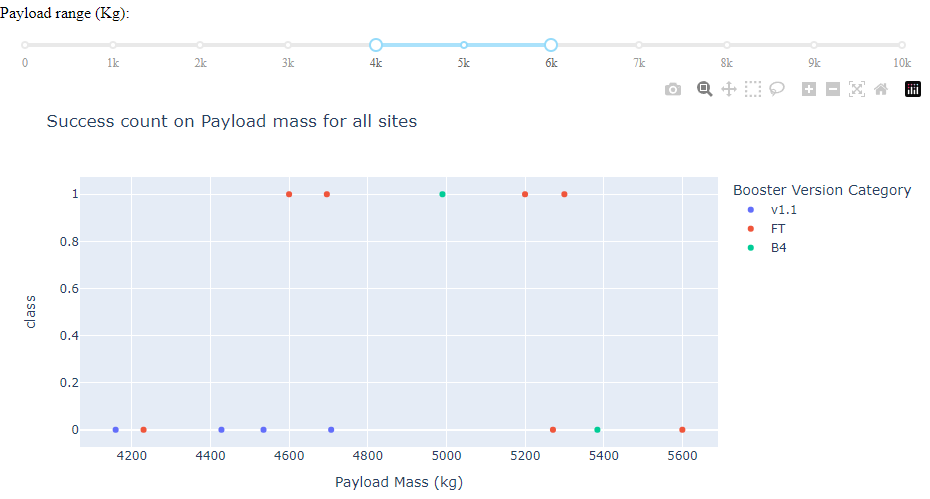 Payload range (Kg):
0 1k 2k 3k 4k 5k 6k 7k 8k 9k 10k
Success count on Payload mass for all sites
Booster Version Category
v1.1
FT
B4
1
0.8
0.6
0.4
0.2
0
class
4200 4400 4600 4800 5000 5200 5400 5600
Payload Mass (kg)